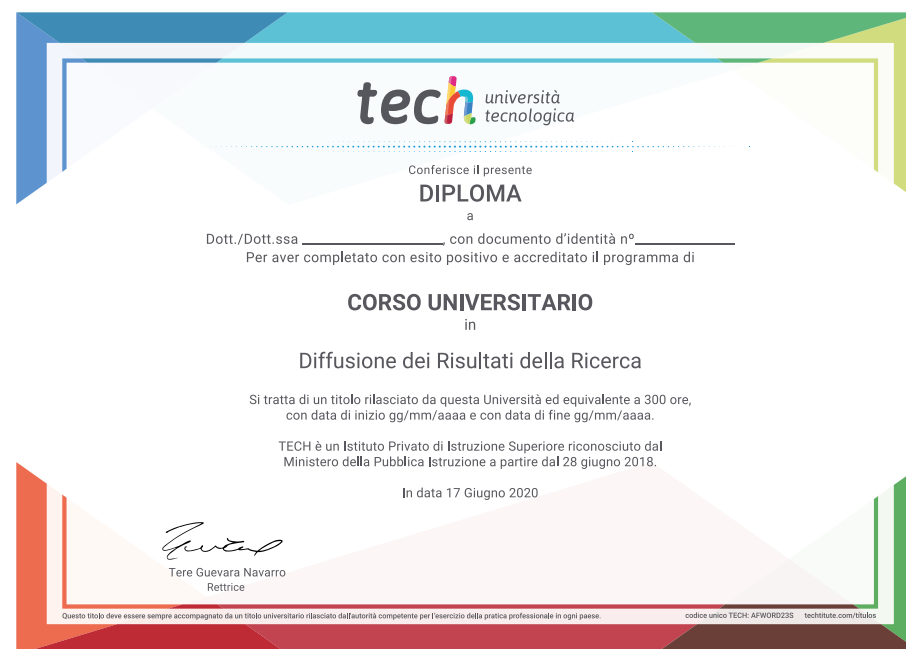 tech università
tecnologica
Conferisce il presente
DIPLOMA
a
Dott./Dott.ssa ____________________, con documento d'identità nº______________
Per aver completato con esito positivo e accreditato il programma di
CORSO UNIVERSITARIO
in
Diffusione dei Risultati della Ricerca
Si tratta di un titolo rilasciato da questa Università ed equivalente a 300 ore,
con data di inizio gg/mm/aaaa e con data di fine gg/mm/aaaa.
TECH è un Istituto Privato di Istruzione Superiore riconosciuto dal
Ministero della Pubblica Istruzione a partire dal 28 giugno 2018.
In data 17 Giugno 2020
Tere Guevara Navarro
Rettrice
Questo titolo deve essere sempre accompagnato da un titolo universitario rilasciato dall'autorità competente per l'esercizio della pratica professionale in ogni paese. codice unico TECH: AFWORD23S techtitute.com/títulos